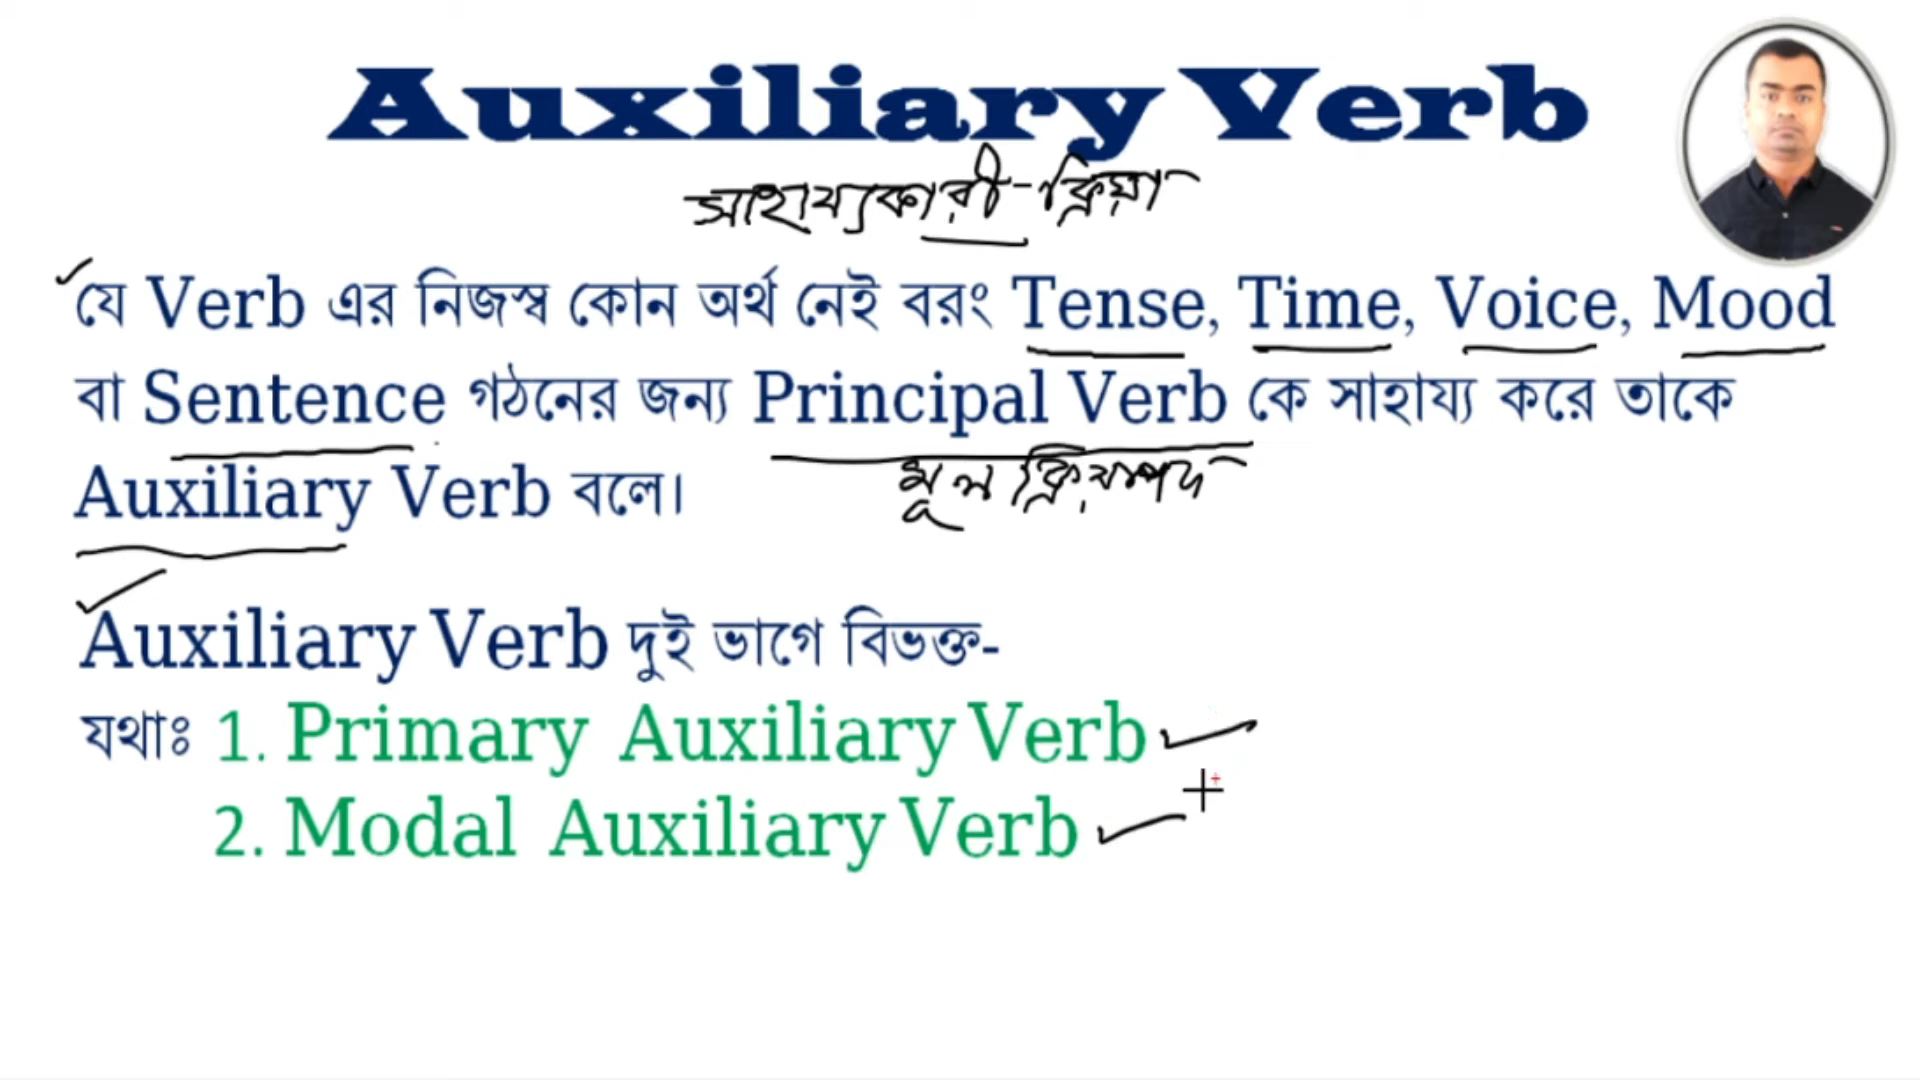 Auxiliary Verb
সাহায্যকারী-ক্রিয়া
যে Verb এর নিজস্ব কোন অর্থ নেই বরং Tense, Time, Voice, Mood
বা Sentence গঠনের জন্য Principal Verb কে সাহায্য করে তাকে
Auxiliary Verb বলে।
মূল ক্রিয়াপদ
Auxiliary Verb দুই ভাগে বিভক্ত-
যথাঃ 1. Primary Auxiliary Verb
2. Modal Auxiliary Verb